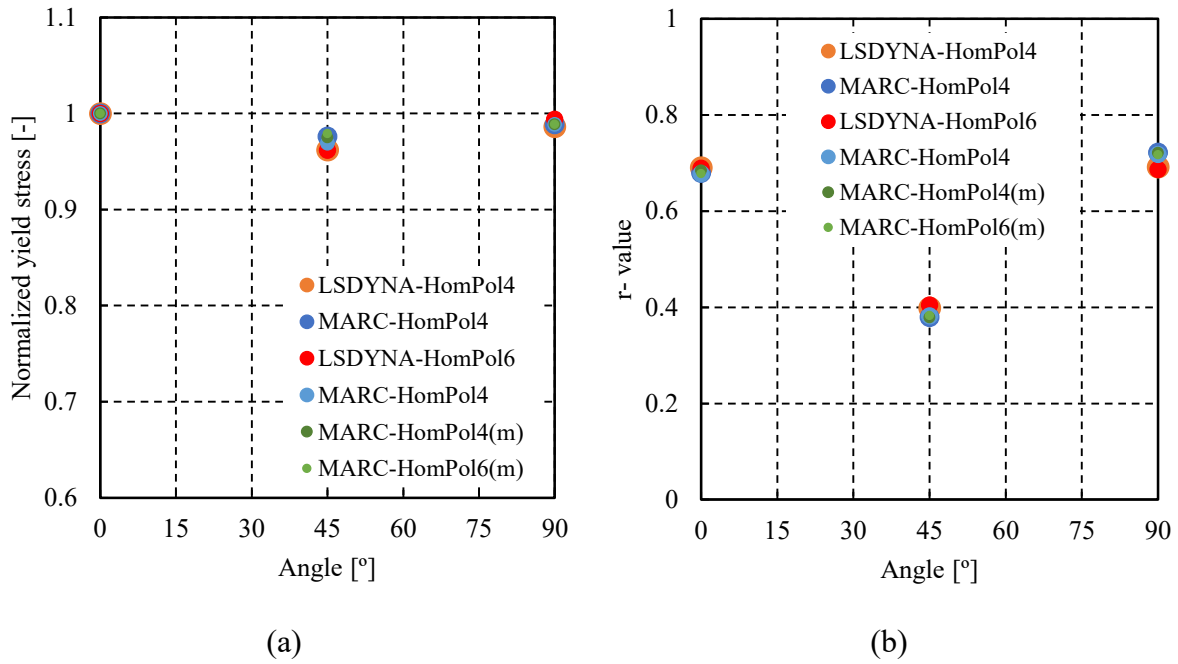 1.1
1
0.9
0.8
0.7
0.6
Normalized yield stress [-]
LSDYNA-HomPol4
MARC-HomPol4
LSDYNA-HomPol6
MARC-HomPol4
MARC-HomPol4(m)
MARC-HomPol6(m)
0 15 30 45 60 75 90
Angle [º]
(a)
1
0.8
0.6
0.4
0.2
0
r- value
LSDYNA-HomPol4
MARC-HomPol4
LSDYNA-HomPol6
MARC-HomPol4
MARC-HomPol4(m)
MARC-HomPol6(m)
0 15 30 45 60 75 90
Angle [º]
(b)